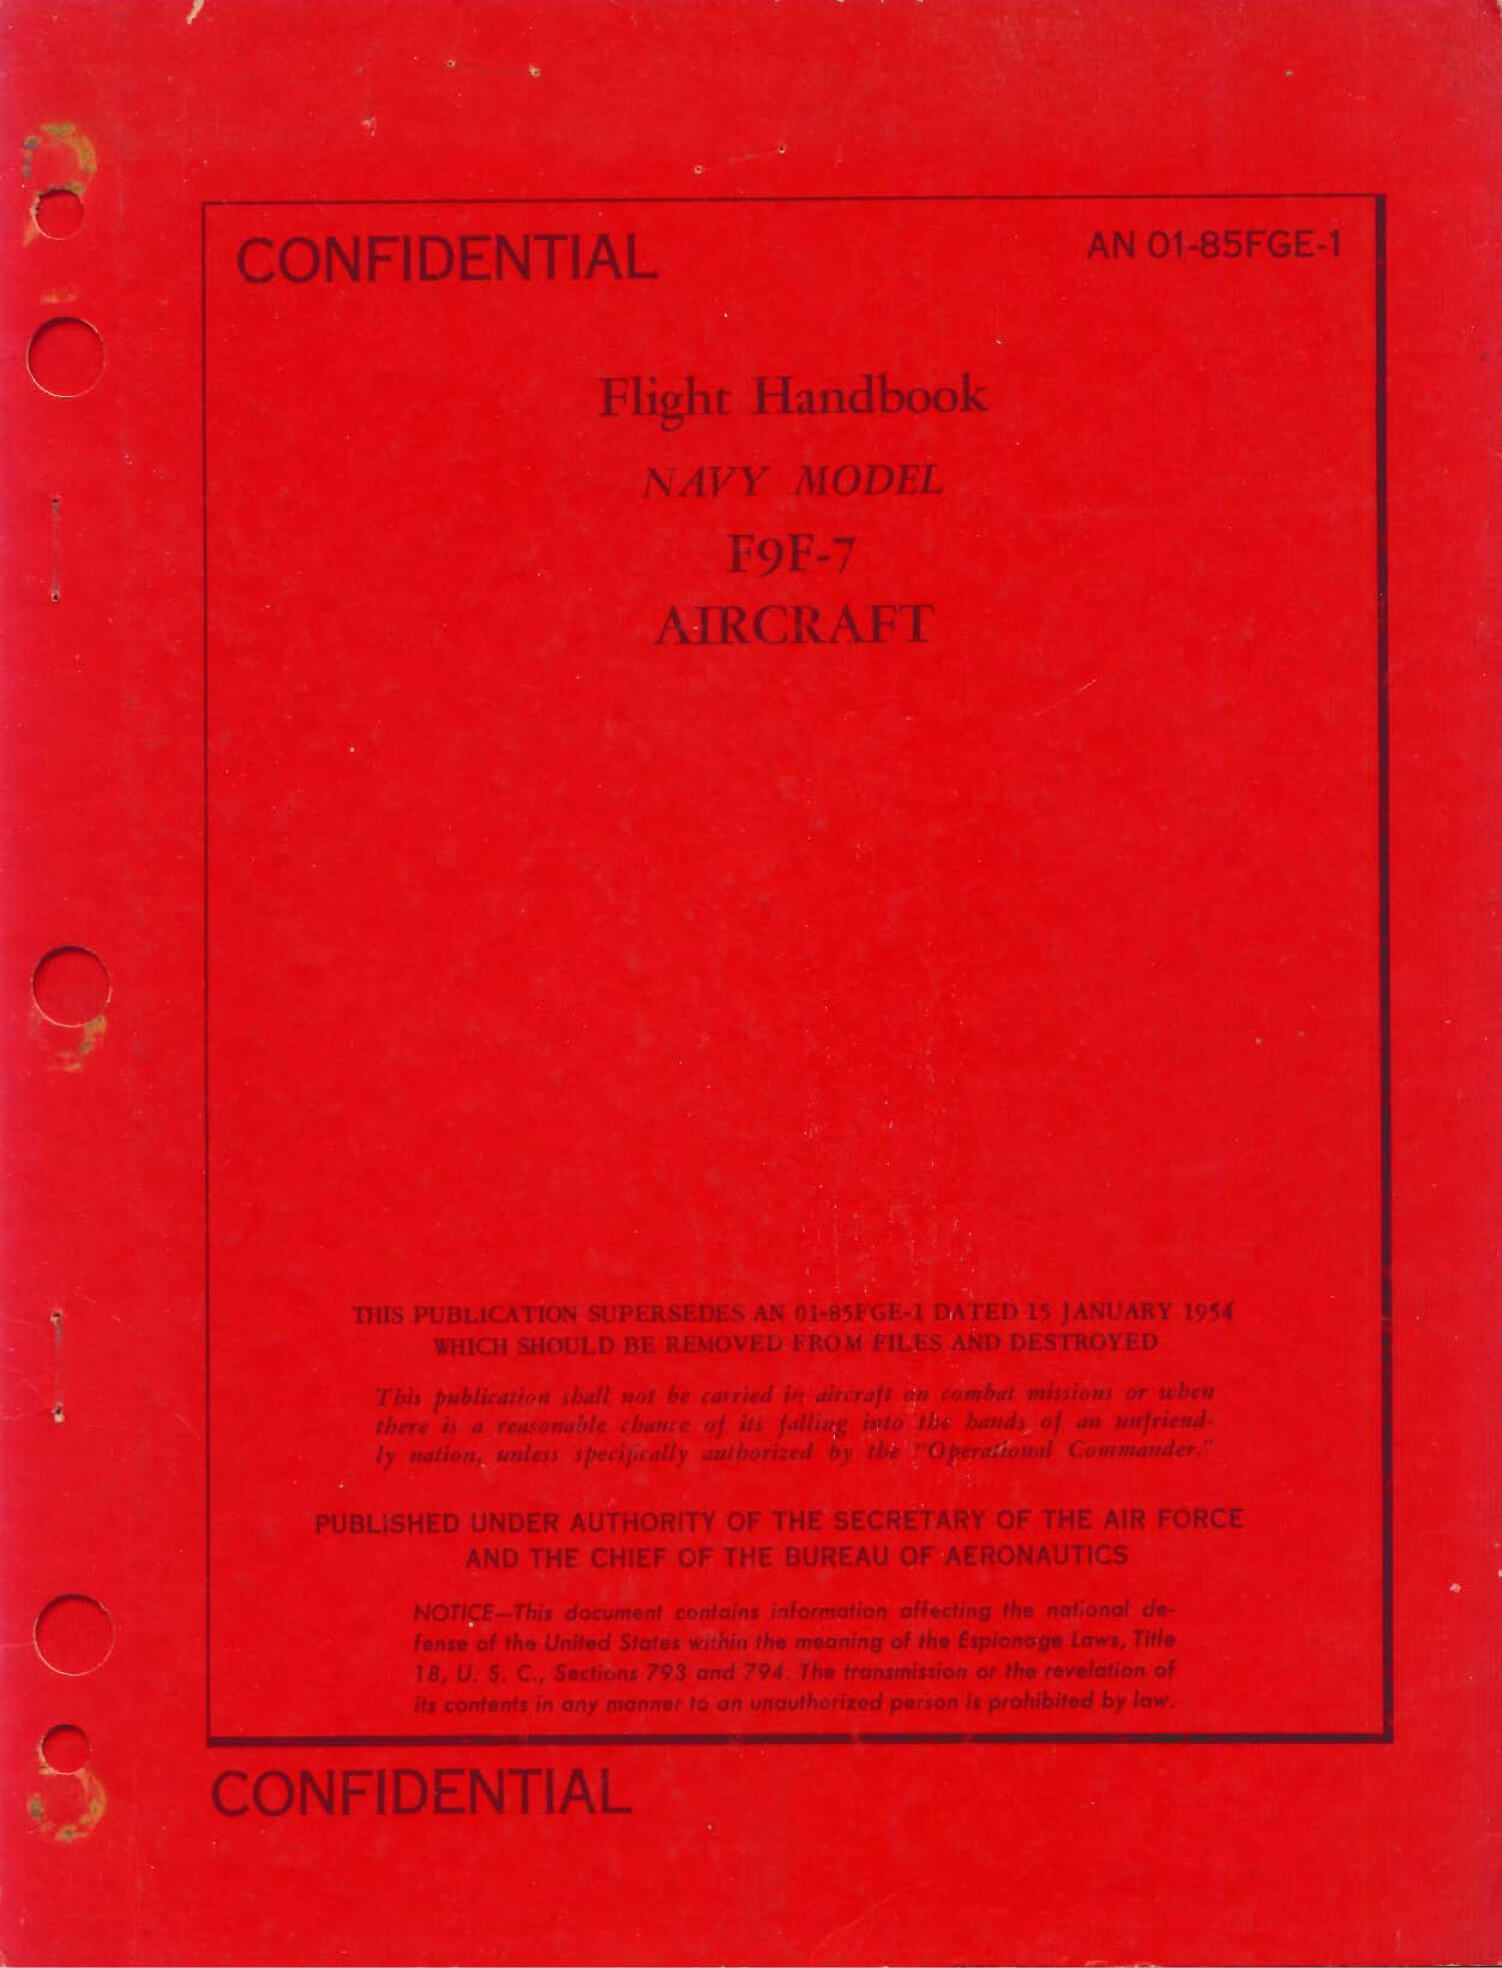 CONFIDENTIAL
AN 01-85FGE-1
Flight Handbook
NAVY MODEL
F9F-7
AIRCRAFT
THIS PUBLICATION SUPERSEDES AN 01-85FGE-1 DATED 15 JANUARY 1954
WHICH SHOULD BE REMOVED FROM FILES AND DESTROYED
This publication shall not be carried in aircraft on combat missions or when
there is a reasonable chance of its falling into the hands of an unfriend-
ly nation, unless specifically authorized by the "Operational Commander."
PUBLISHED UNDER AUTHORITY OF THE SECRETARY OF THE AIR FORCE
AND THE CHIEF OF THE BUREAU OF AERONAUTICS
NOTICE—This document contains information affecting the national de-
fense of the United States within the meaning of the Espionage Laws, Title
18, U. S. C., Sections 793 and 794. The transmission or the revelation of
its contents in any manner to an unauthorized person is prohibited by law.
CONFIDENTIAL